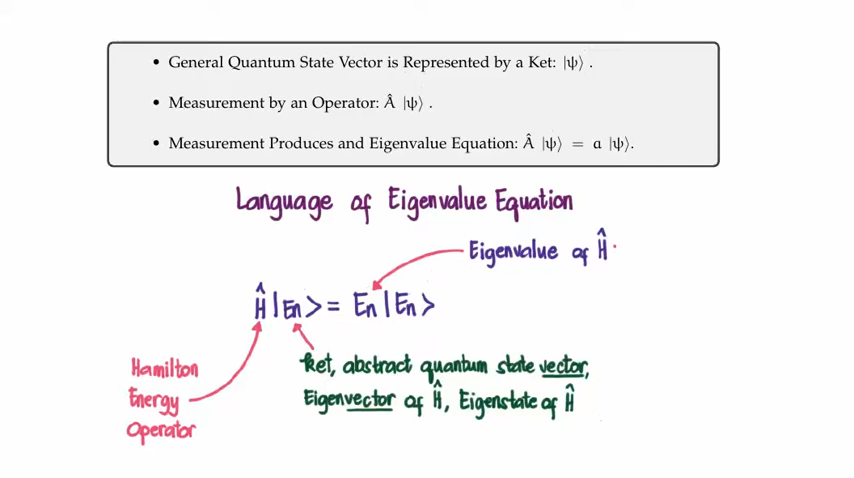 • General Quantum State Vector is Represented by a Ket: |ψ⟩ .
• Measurement by an Operator: Â |ψ⟩ .
• Measurement Produces and Eigenvalue Equation: Â |ψ⟩ = a |ψ⟩.
Language of Eigenvalue Equation
Eigenvalue of Ĥ
Ĥ|En> = En|En>
Hamilton
Energy
Operator
Ket, abstract quantum state vector,
Eigenvector of Ĥ, Eigenstate of Ĥ